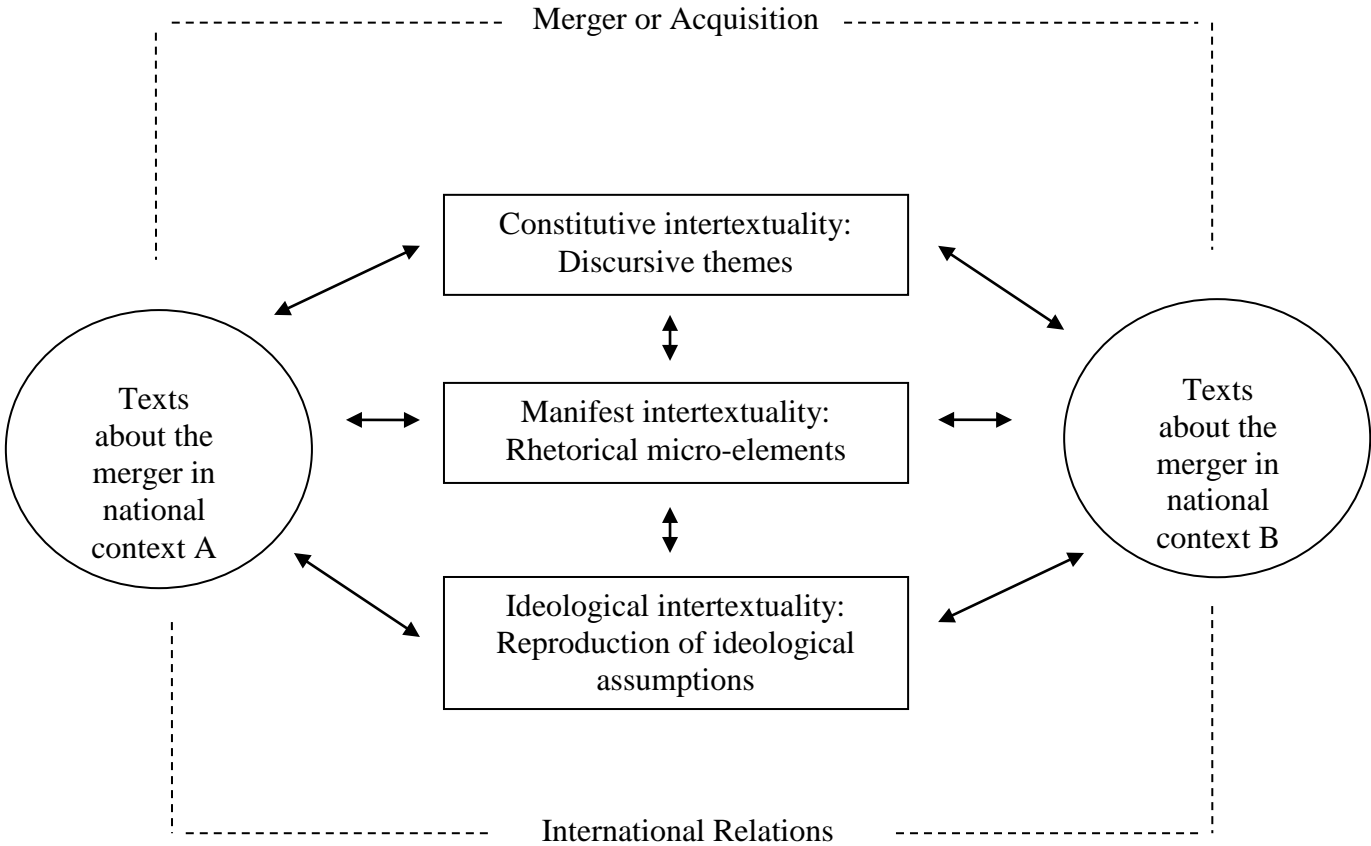 Merger or Acquisition
Constitutive intertextuality:
Discursive themes
Texts
about the
merger in
national
context A
Manifest intertextuality:
Rhetorical micro-elements
Texts
about the
merger in
national
context B
Ideological intertextuality:
Reproduction of ideological
assumptions
International Relations